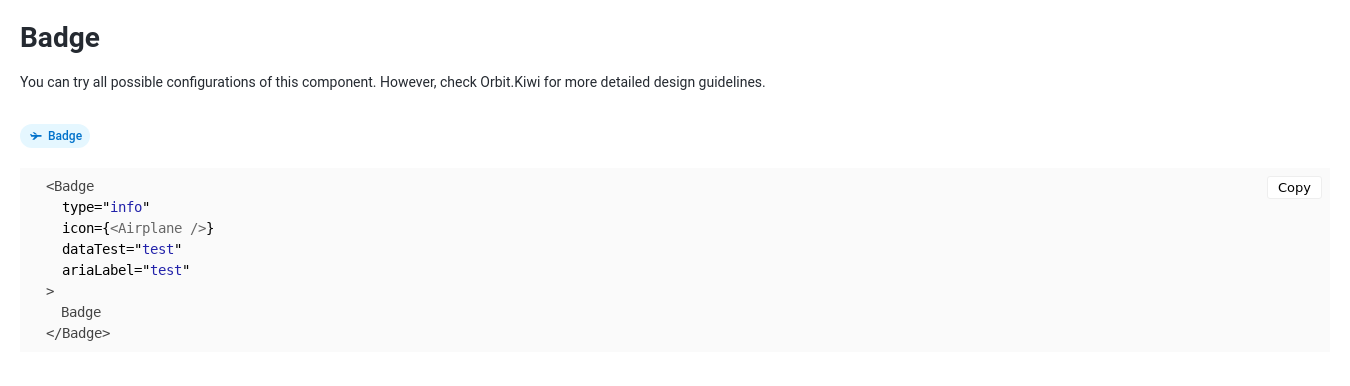 Badge
You can try all possible configurations of this component. However, check Orbit.Kiwi for more detailed design guidelines.
Badge
<Badge
  type="info"
  icon={<Airplane />}
  dataTest="test"
  ariaLabel="test"
>
  Badge
</Badge>
Copy